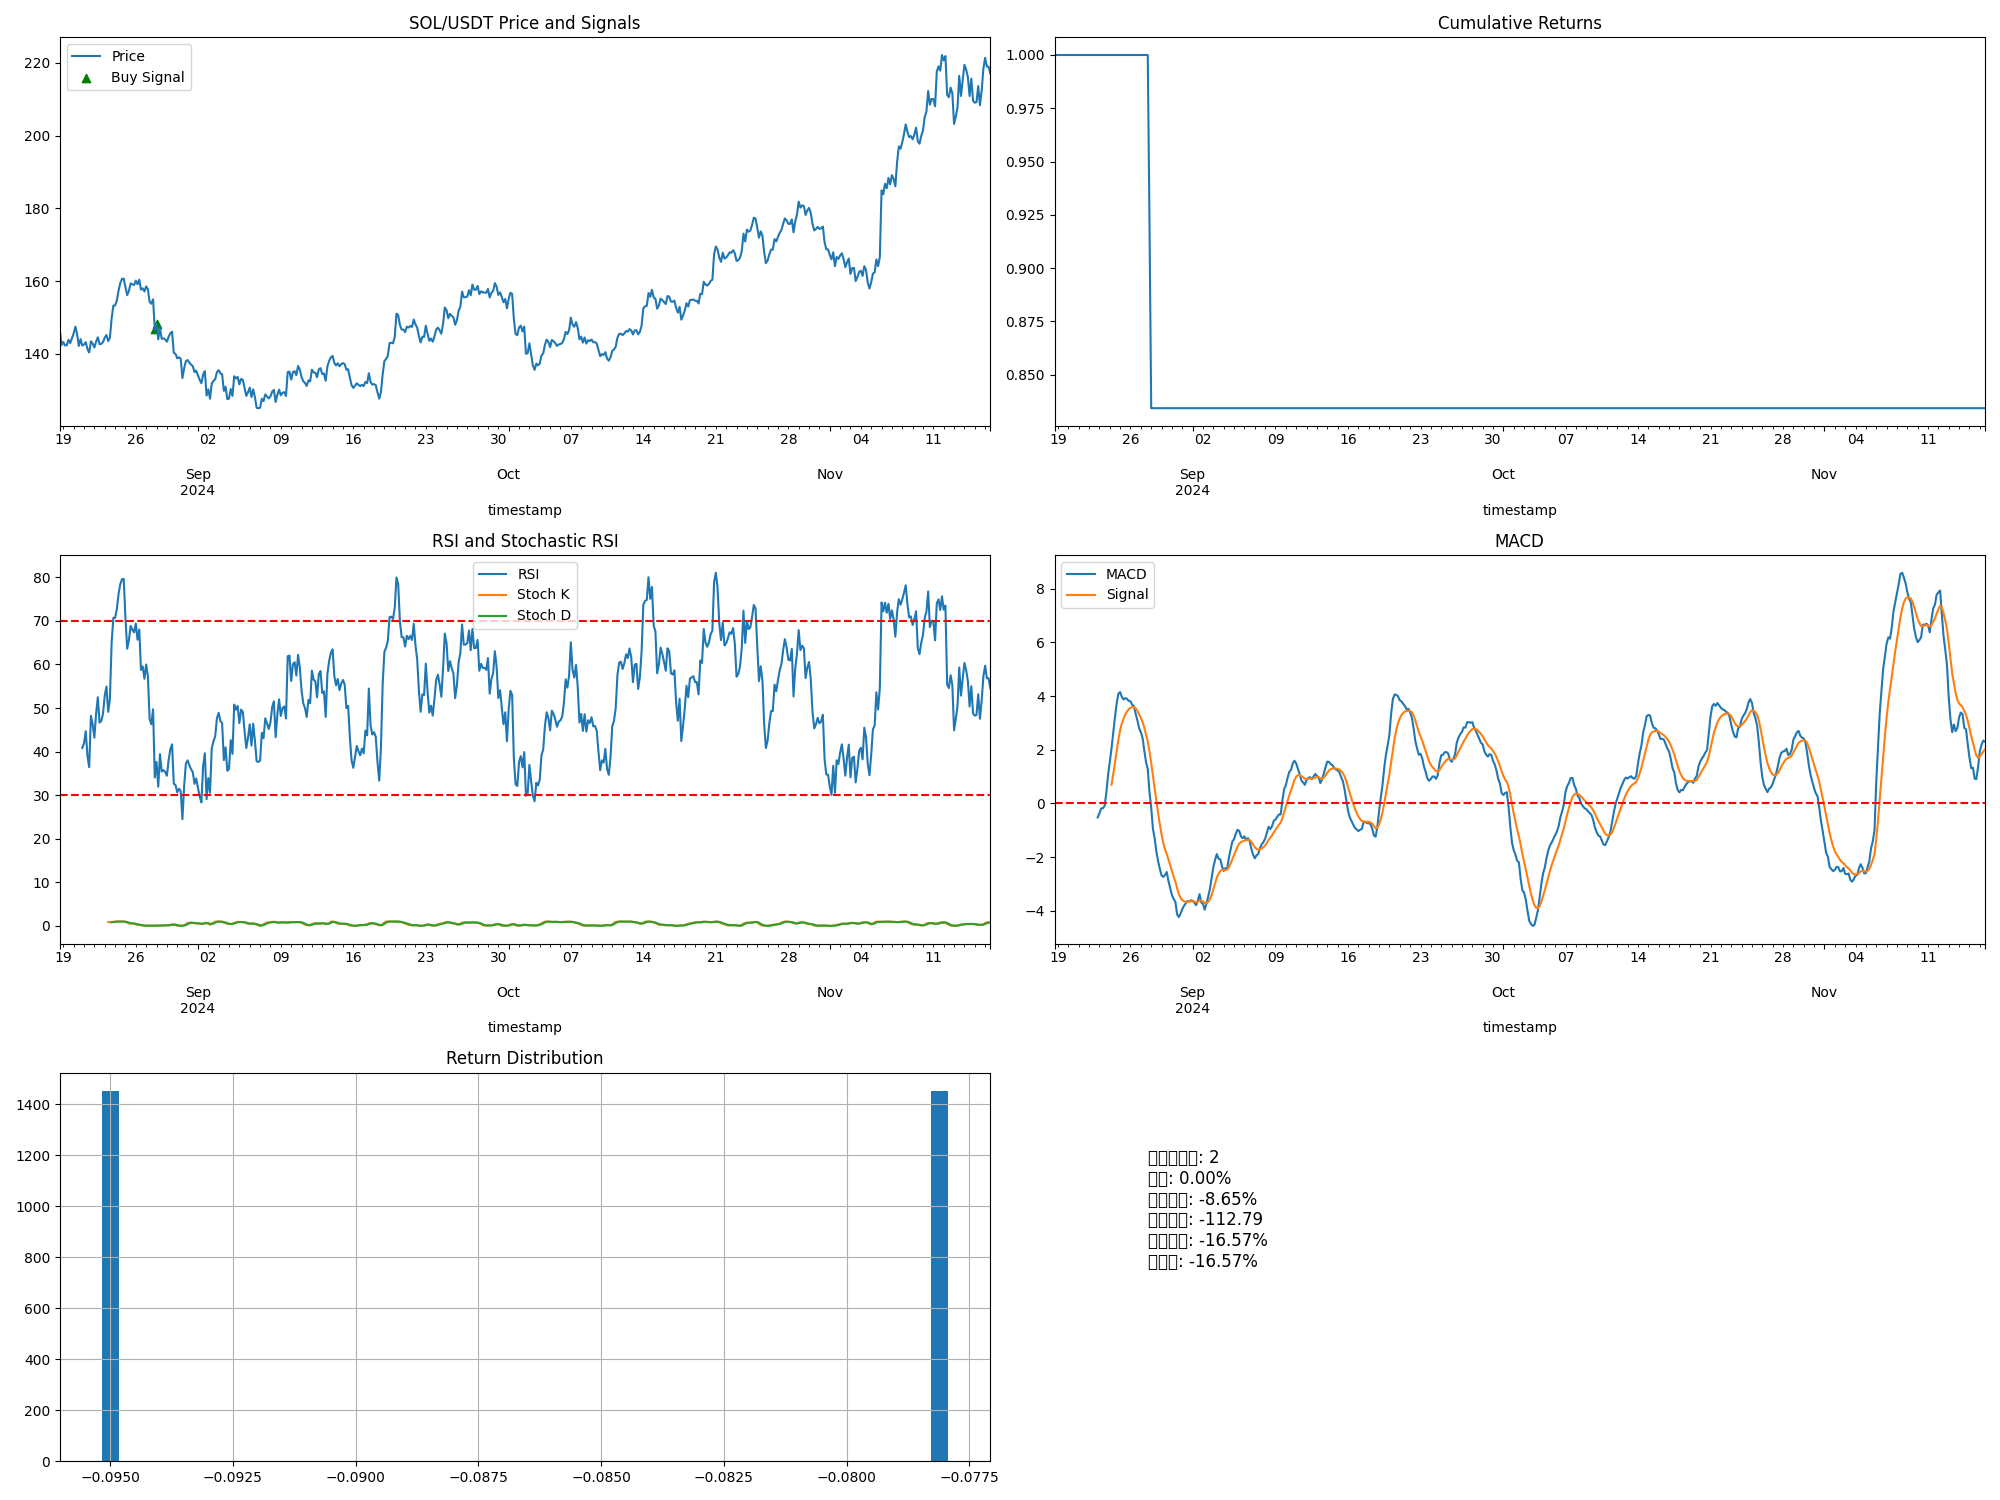 SOL/USDT Price and Signals
Price
Buy Signal
220
200
180
160
140
19 26 02 09 16 23 30 07 14 21 28 04 11
Sep Oct Nov
2024
timestamp
Cumulative Returns
1.000
0.975
0.950
0.925
0.900
0.875
0.850
19 26 02 09 16 23 30 07 14 21 28 04 11
Sep Oct Nov
2024
timestamp
RSI and Stochastic RSI
RSI
Stoch K
Stoch D
80
70
60
50
40
30
20
10
0
19 26 02 09 16 23 30 07 14 21 28 04 11
Sep Oct Nov
2024
timestamp
MACD
MACD
Signal
8
6
4
2
0
−2
−4
19 26 02 09 16 23 30 07 14 21 28 04 11
Sep Oct Nov
2024
timestamp
Return Distribution
1400
1200
1000
800
600
400
200
0
−0.0950 −0.0925 −0.0900 −0.0875 −0.0850 −0.0825 −0.0800 −0.0775
: 2
: 0.00%
: -8.65%
: -112.79
: -16.57%
: -16.57%